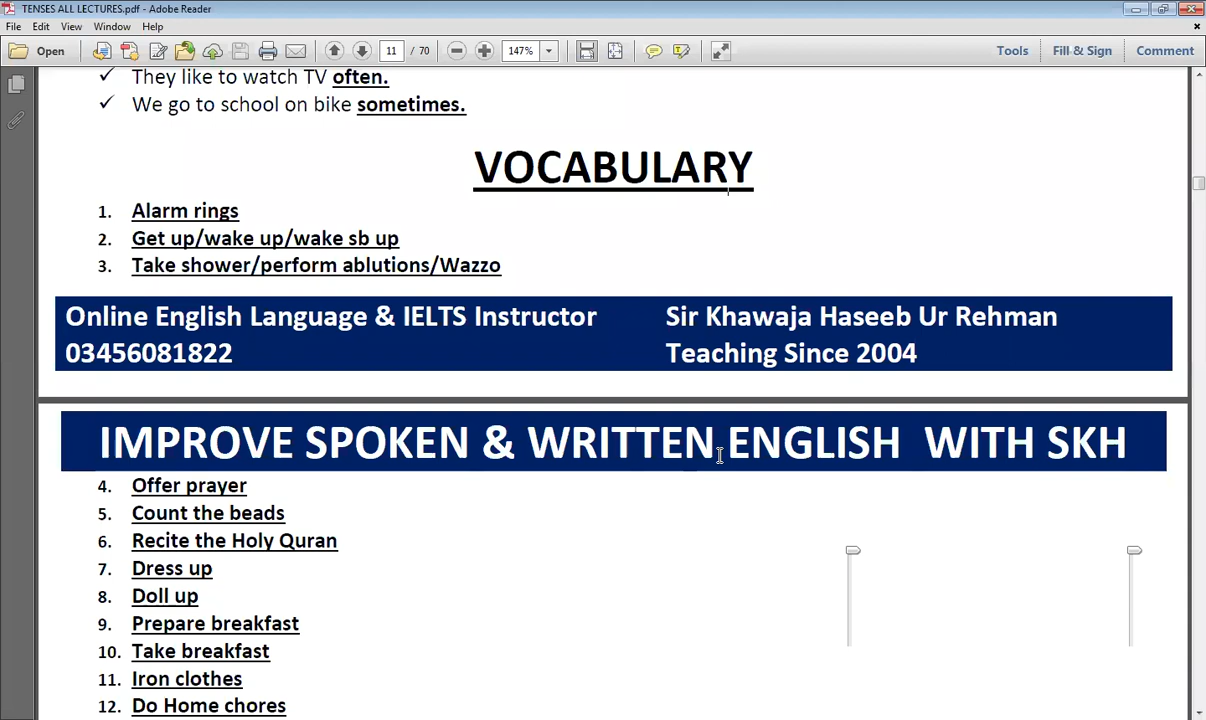 TENSES ALL LECTURES.pdf - Adobe Reader
File Edit View Window Help
Open 11 / 70 147% Tools Fill & Sign Comment
They like to watch TV often.
We go to school on bike sometimes.
VOCABULARY
1. Alarm rings
2. Get up/wake up/wake sb up
3. Take shower/perform ablutions/Wazzo
Online English Language & IELTS Instructor Sir Khawaja Haseeb Ur Rehman
03456081822 Teaching Since 2004
IMPROVE SPOKEN & WRITTEN ENGLISH WITH SKH
4. Offer prayer
5. Count the beads
6. Recite the Holy Quran
7. Dress up
8. Doll up
9. Prepare breakfast
10. Take breakfast
11. Iron clothes
12. Do Home chores